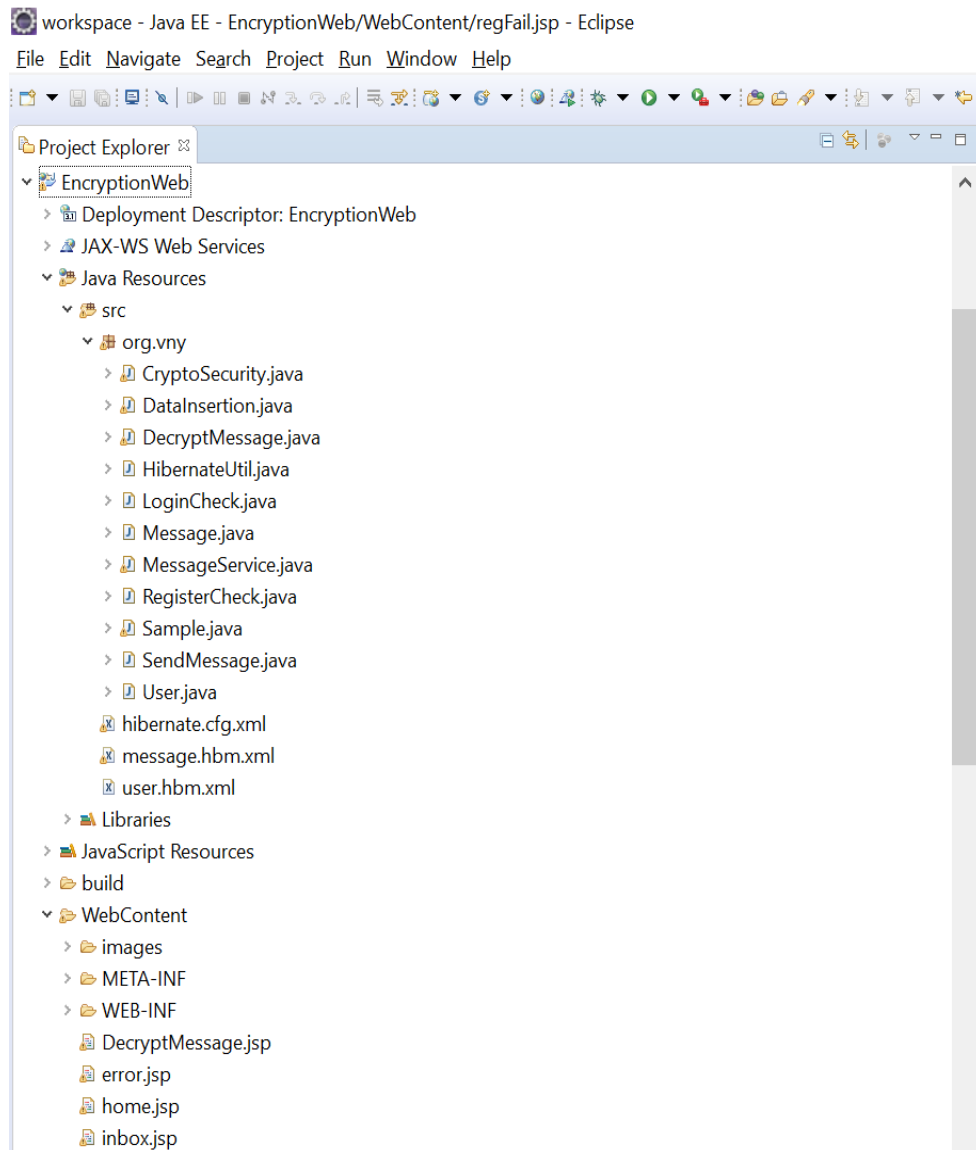 workspace - Java EE - EncryptionWeb/WebContent/regFail.jsp - Eclipse
File Edit Navigate Search Project Run Window Help
Project Explorer
EncryptionWeb
Deployment Descriptor: EncryptionWeb
JAX-WS Web Services
Java Resources
src
org.vny
CryptoSecurity.java
DataInsertion.java
DecryptMessage.java
HibernateUtil.java
LoginCheck.java
Message.java
MessageService.java
RegisterCheck.java
Sample.java
SendMessage.java
User.java
hibernate.cfg.xml
message.hbm.xml
user.hbm.xml
Libraries
JavaScript Resources
build
WebContent
images
META-INF
WEB-INF
DecryptMessage.jsp
error.jsp
home.jsp
inbox.jsp